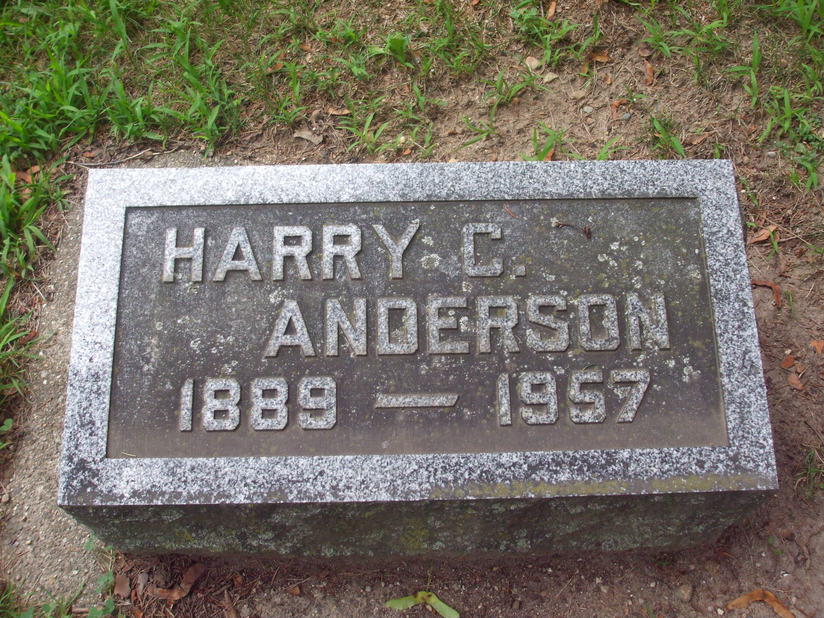 HARRY C.
ANDERSON
1889 — 1957